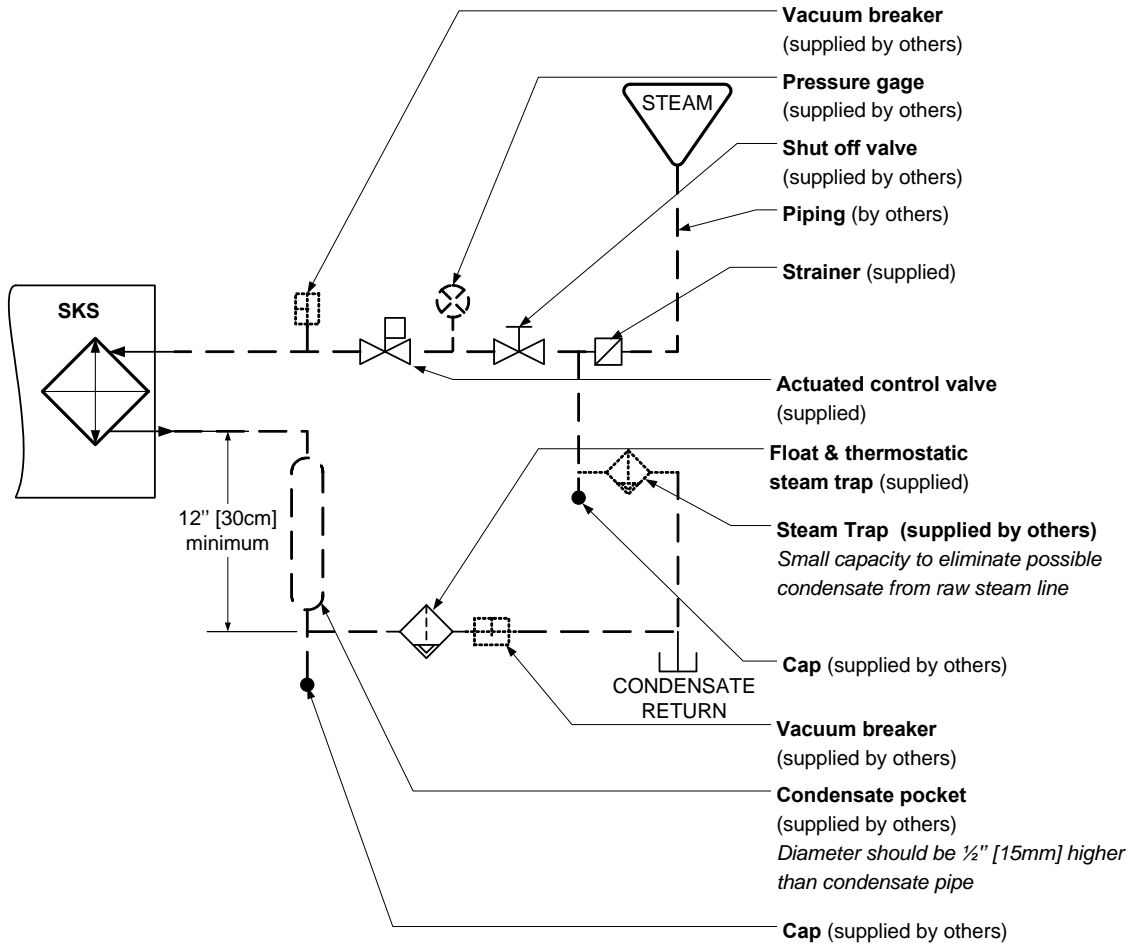 Vacuum breaker
(supplied by others)
Pressure gage
(supplied by others)
STEAM
Shut off valve
(supplied by others)
Piping (by others)
Strainer (supplied)
SKS
Actuated control valve
(supplied)
Float & thermostatic
steam trap (supplied)
12’’ [30cm]
minimum
Steam Trap  (supplied by others)
Small capacity to eliminate possible
condensate from raw steam line
Cap (supplied by others)
CONDENSATE
RETURN
Vacuum breaker
(supplied by others)
Condensate pocket
(supplied by others)
Diameter should be ½’’ [15mm] higher
than condensate pipe
Cap (supplied by others)